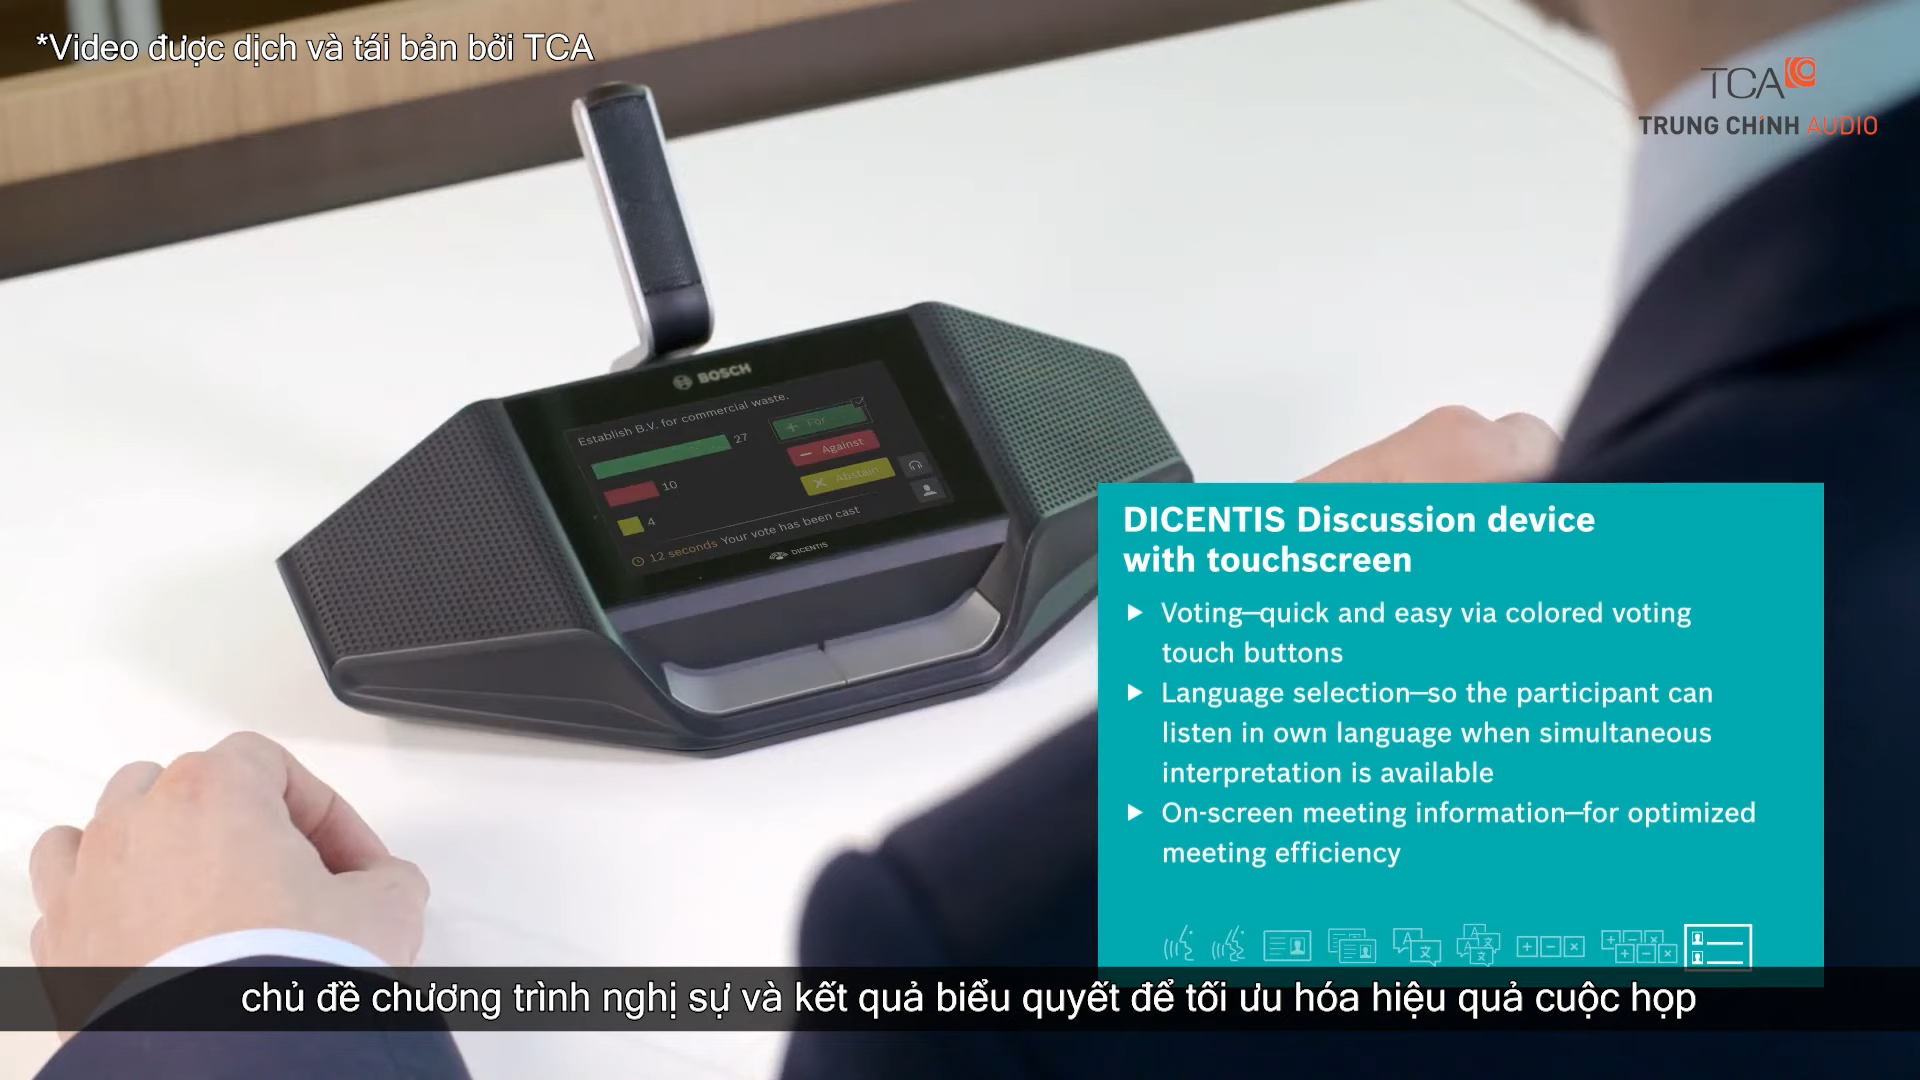 *Video được dịch và tái bản bởi TCA
TCA
TRUNG CHÍNH AUDIO
BOSCH
Establish B.V. for commercial waste.
27
10
4
For
Against
Abstain
12 seconds Your vote has been cast
DICENTIS
DICENTIS Discussion device
with touchscreen
Voting—quick and easy via colored voting
touch buttons
Language selection—so the participant can
listen in own language when simultaneous
interpretation is available
On-screen meeting information—for optimized
meeting efficiency
chủ đề chương trình nghị sự và kết quả biểu quyết để tối ưu hóa hiệu quả cuộc họp